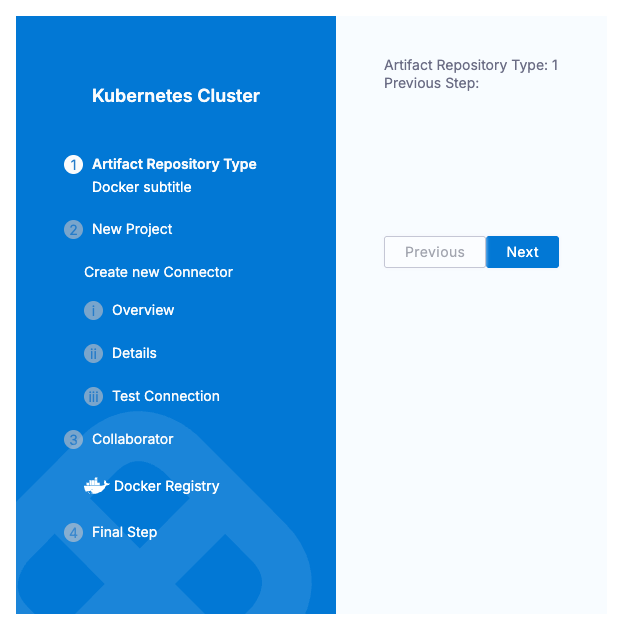 Kubernetes Cluster
1 Artifact Repository Type
Docker subtitle
2 New Project
Create new Connector
i Overview
ii Details
iii Test Connection
3 Collaborator
Docker Registry
4 Final Step
Artifact Repository Type: 1
Previous Step:
Previous Next